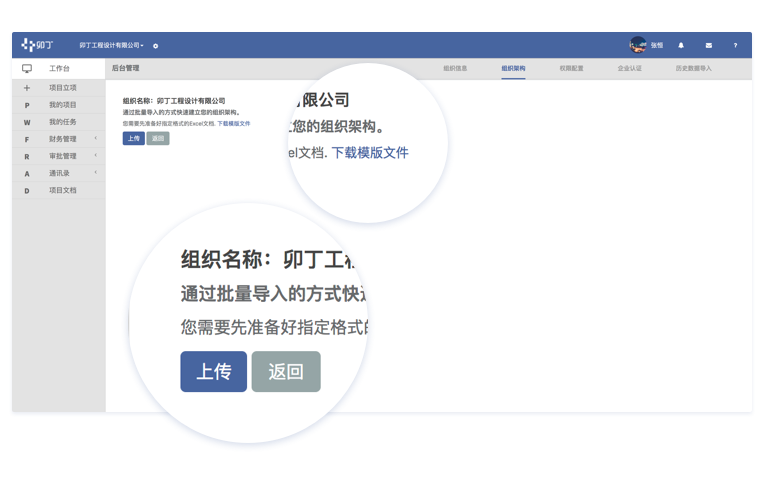 卯丁 卯丁工程设计有限公司 张恒 ?
工作台 后台管理 组织信息 组织架构 权限配置 企业认证 历史数据导入
+ 项目立项
P 我的项目
W 我的任务
F 财务管理
R 审批管理
A 通讯录
D 项目文档
组织名称：卯丁工程设计有限公司
通过批量导入的方式快速建立您的组织架构。
您需要先准备好指定格式的Excel文档. 下载模版文件
上传 返回
限公司
您的组织架构。
el文档. 下载模版文件
组织名称：卯丁工
通过批量导入的方式快
您需要先准备好指定格式
上传 返回